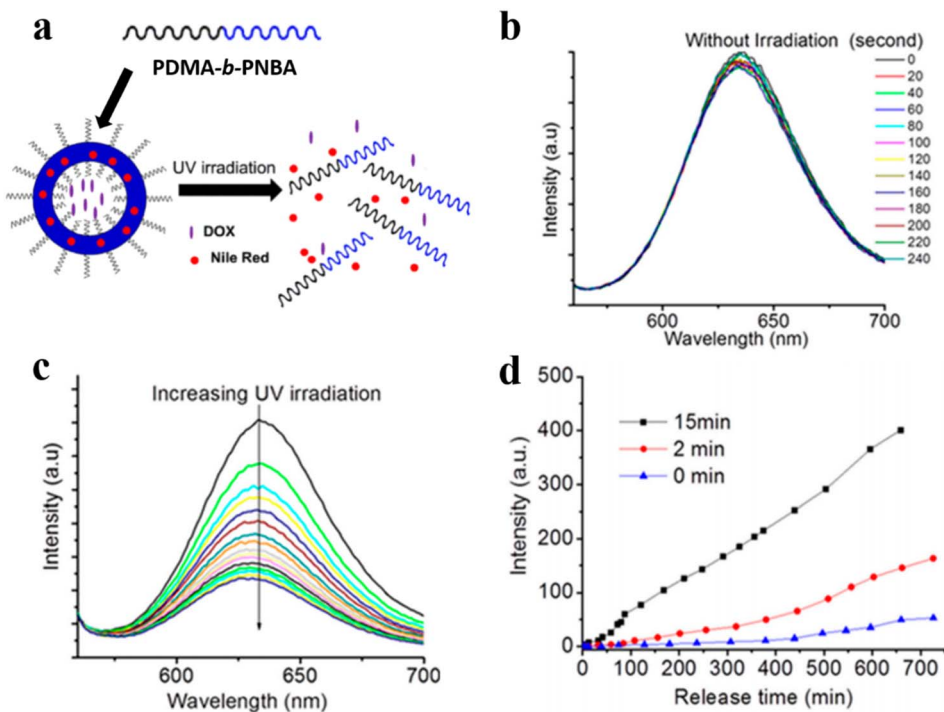 a
PDMA-b-PNBA
UV irradiation
DOX
Nile Red
b
Without Irradiation (second)
0
20
40
60
80
100
120
140
160
180
200
220
240
Intensity (a.u)
600
650
700
Wavelength (nm)
c
Increasing UV irradiation
Intensity (a.u)
600
650
700
Wavelength (nm)
d
500
400
300
200
100
0
15min
2 min
0 min
Intensity (a.u.)
0 100 200 300 400 500 600 700
Release time (min)